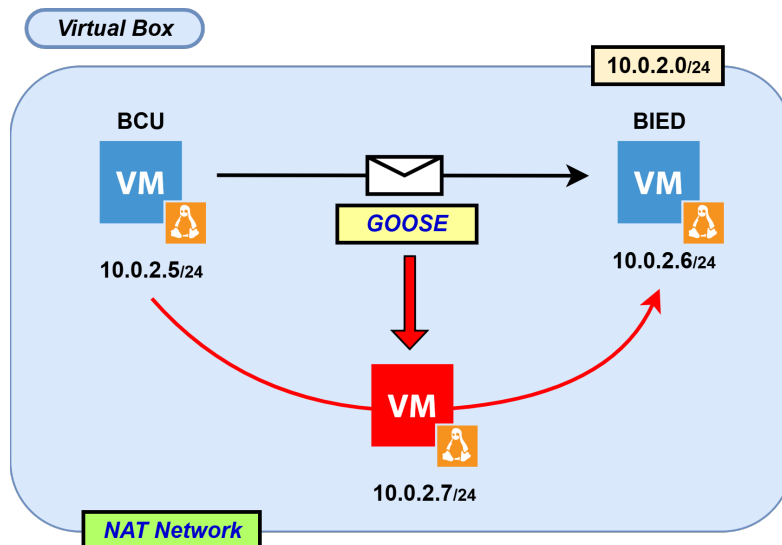 Virtual Box
10.0.2.0/24
BCU
BIED
VM
VM
GOOSE
10.0.2.5/24
10.0.2.6/24
VM
10.0.2.7/24
NAT Network